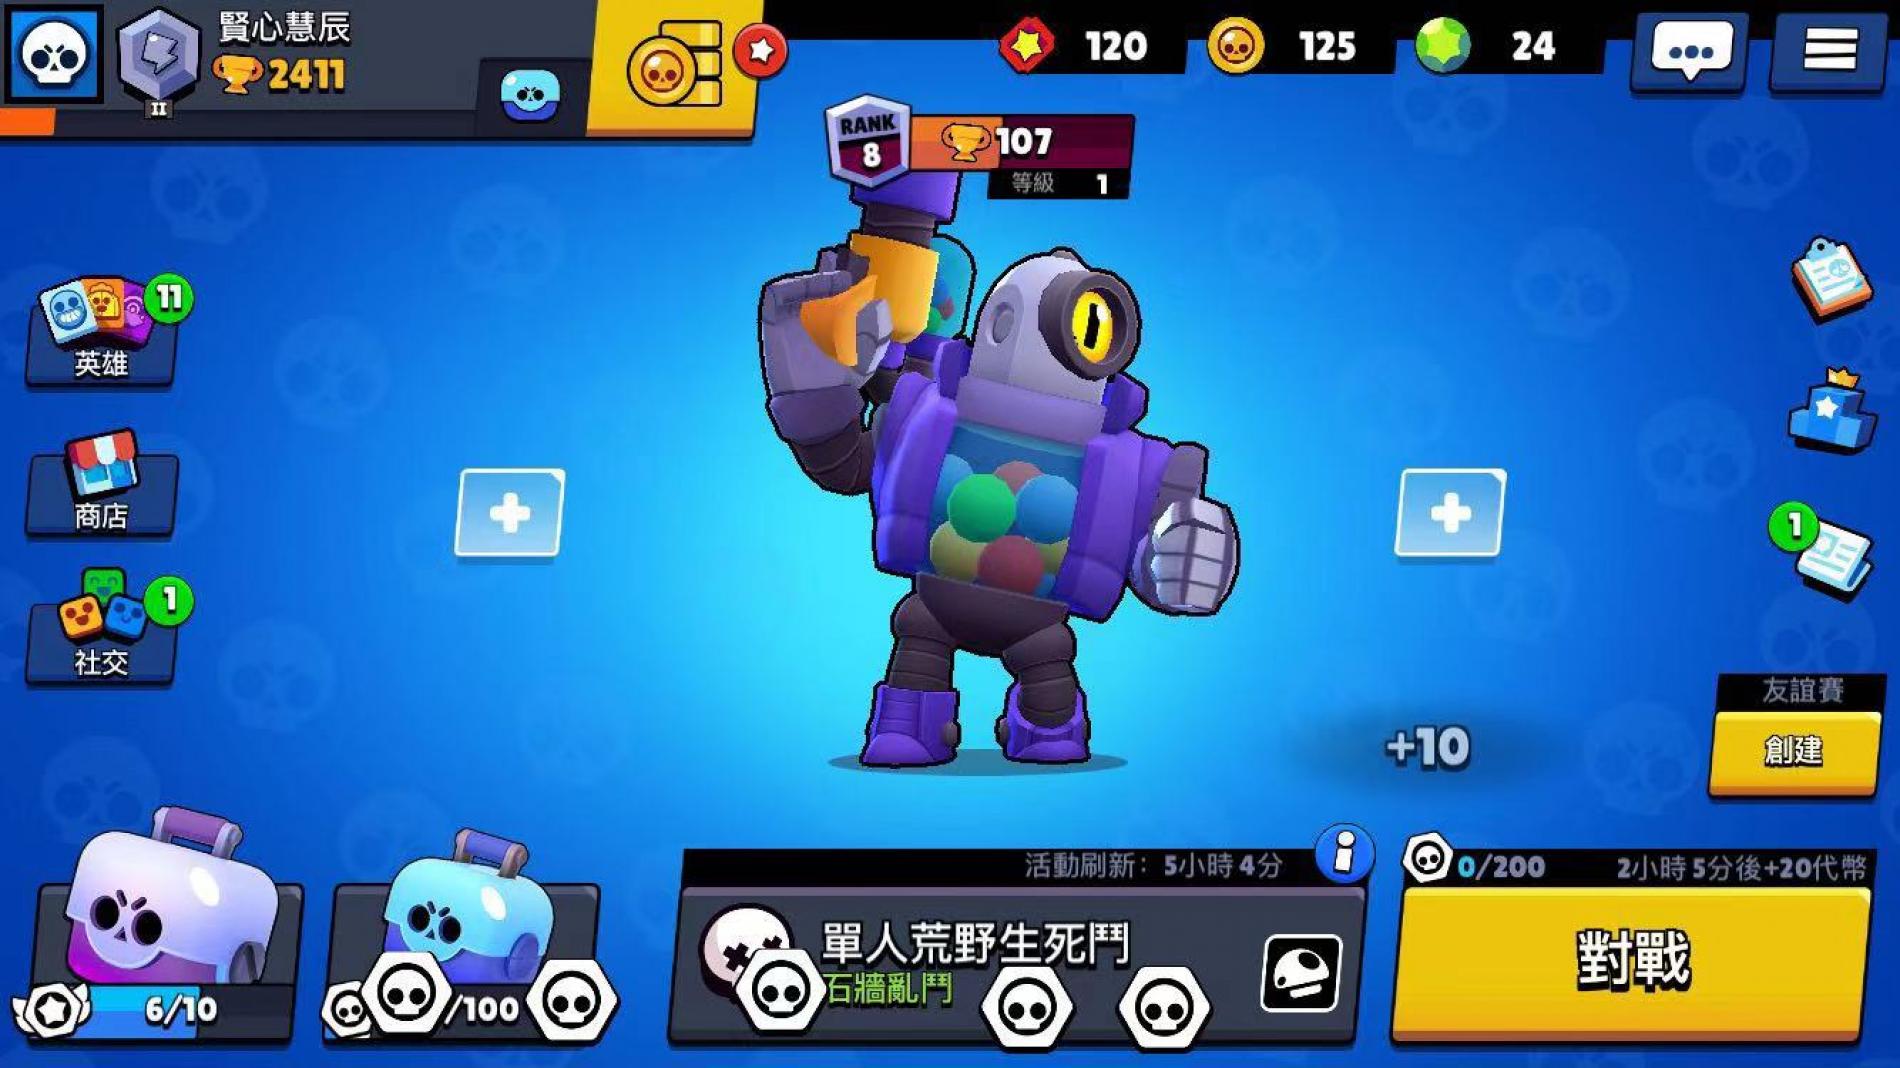 賢心慧辰
2411
II
120
125
24
RANK
8
107
等級 1
11
英雄
商店
1
社交
1
+10
友誼賽
創建
6/10
/100
活動刷新: 5小時 4分
單人荒野生死鬥
石牆亂鬥
0/200
2小時 5分後+20代幣
對戰